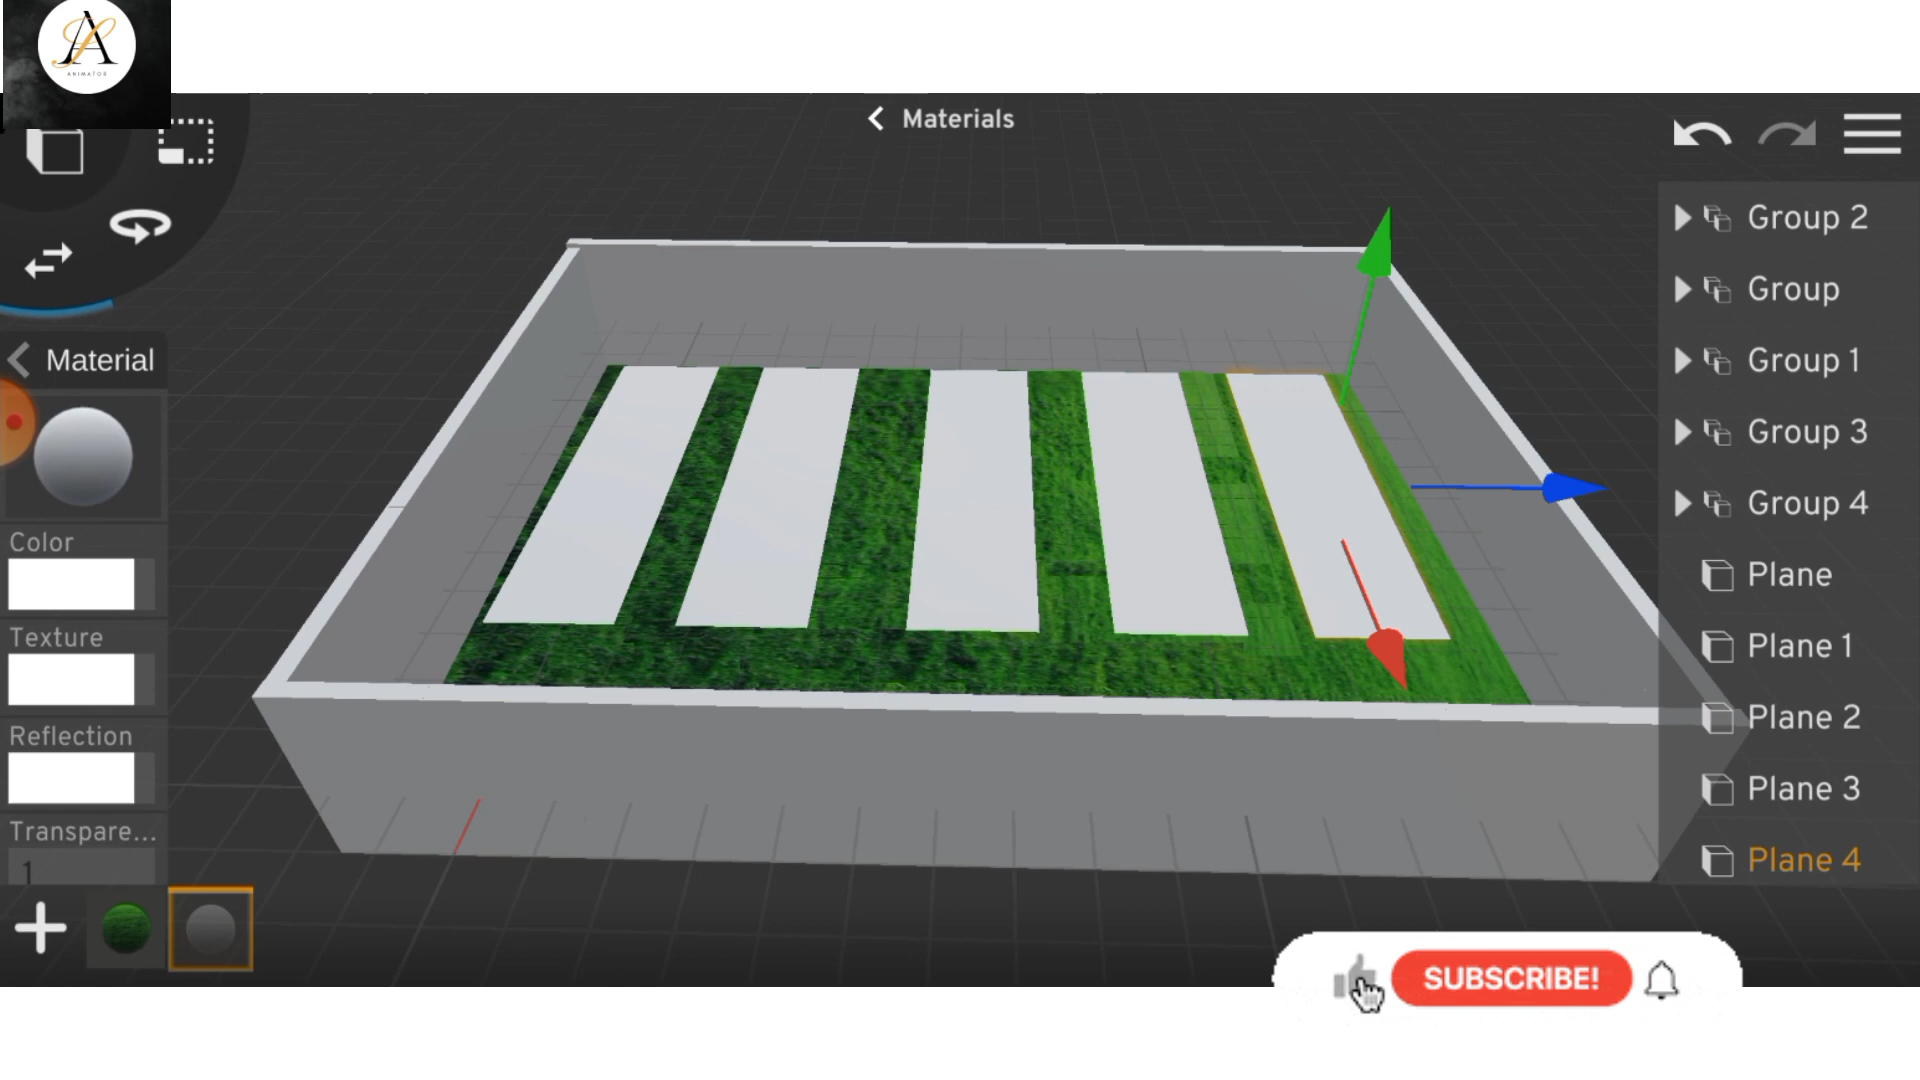 A
ANIMATOR
Materials
Material
Color
Texture
Reflection
Transpare...
1
Group 2
Group
Group 1
Group 3
Group 4
Plane
Plane 1
Plane 2
Plane 3
Plane 4
SUBSCRIBE!